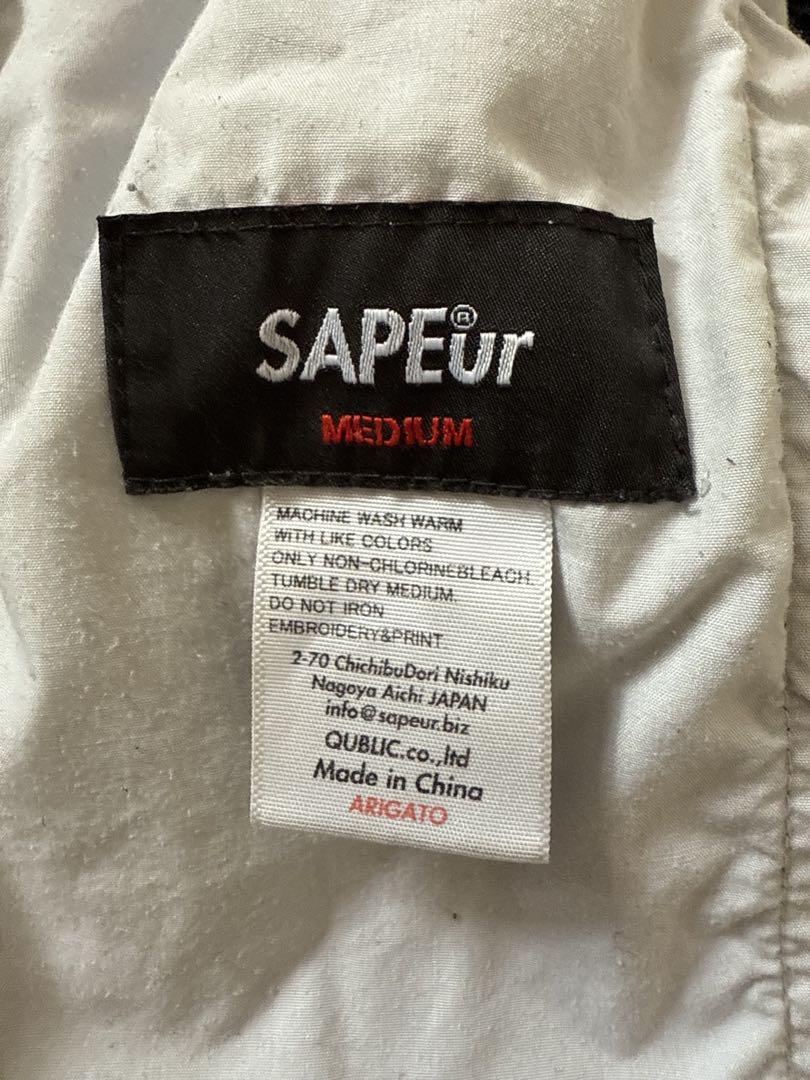 SAPEur®
MEDIUM
MACHINE WASH WARM
WITH LIKE COLORS
ONLY NON-CHLORINEBLEACH.
TUMBLE DRY MEDIUM.
DO NOT IRON
EMBROIDERY&PRINT.
2-70 ChichibuDori Nishiku
Nagoya Aichi JAPAN
info@sapeur.biz
QUBLIC.co.,ltd
Made in China
ARIGATO